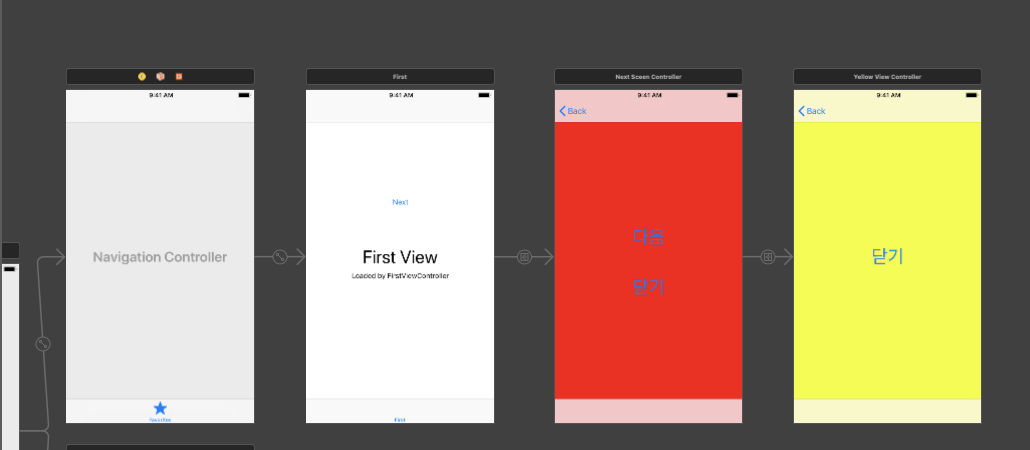 First
Next Sceen Controller
Yellow View Controller
9:41 AM
9:41 AM
9:41 AM
9:41 AM
Back
Back
Next
Navigation Controller
First View
Loaded by FirstViewController
다음
닫기
닫기
Favorites
First